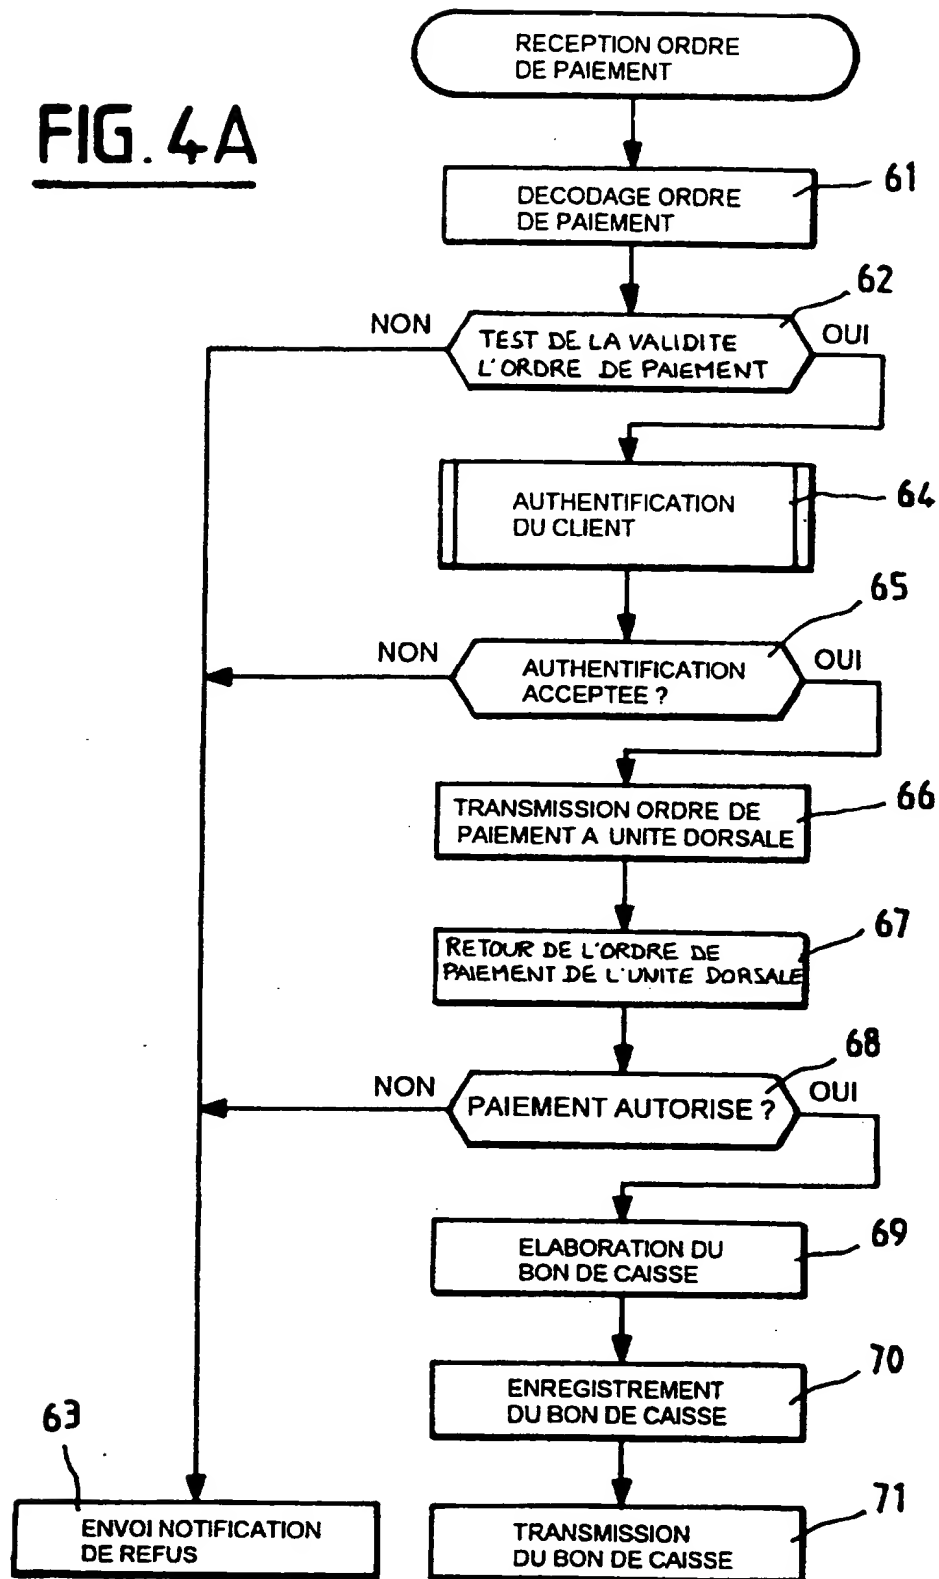 RECEPTION ORDRE
DE PAIEMENT
FIG. 4A
61
DECODAGE ORDRE
DE PAIEMENT
62
NON
OUI
TEST DE LA VALIDITE
L'ORDRE DE PAIEMENT
64
AUTHENTIFICATION
DU CLIENT
65
NON
OUI
AUTHENTIFICATION
ACCEPTEE ?
66
TRANSMISSION ORDRE DE
PAIEMENT A UNITE DORSALE
67
RETOUR DE L'ORDRE DE
PAIEMENT DE L'UNITE DORSALE
68
NON
OUI
PAIEMENT AUTORISE ?
69
ELABORATION DU
BON DE CAISSE
70
ENREGISTREMENT
DU BON DE CAISSE
63
71
ENVOI NOTIFICATION
DE REFUS
TRANSMISSION
DU BON DE CAISSE